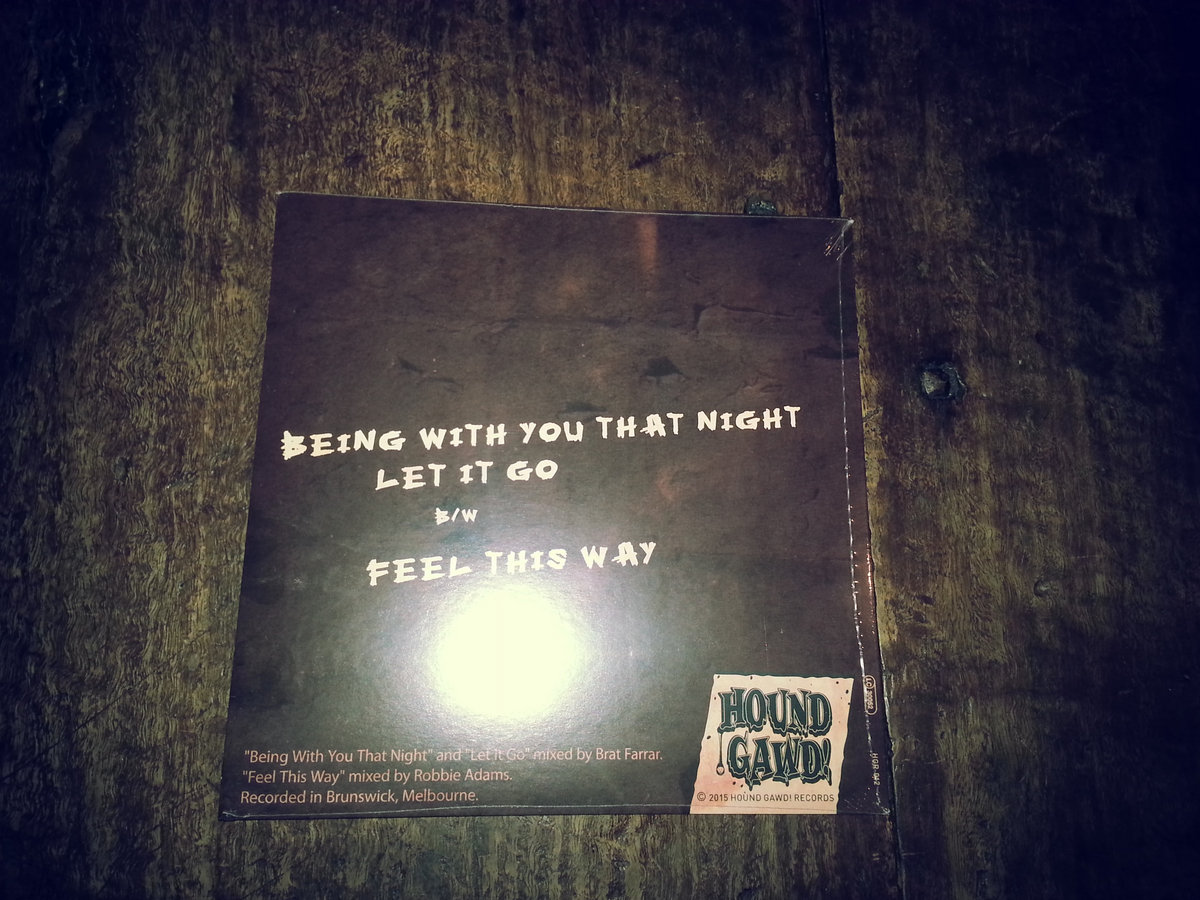 BEING WITH YOU THAT NIGHT
LET IT GO
B/W
FEEL THIS WAY
"Being With You That Night" and "Let It Go" mixed by Brat Farrar.
"Feel This Way" mixed by Robbie Adams.
Recorded in Brunswick, Melbourne.
HOUND
GAWD!
© 2015 HOUND GAWD! RECORDS